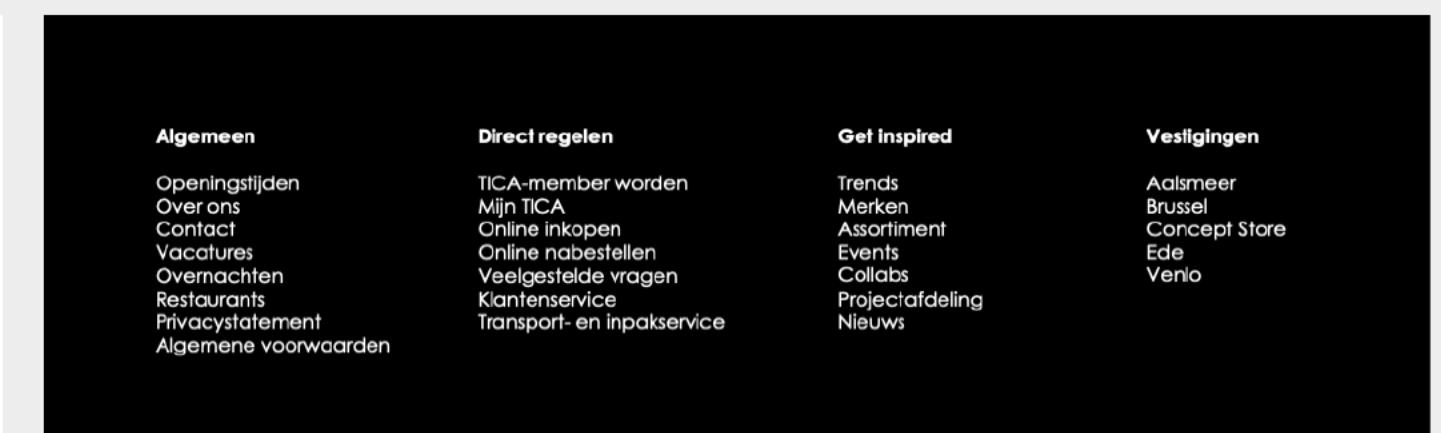 Algemeen
Openingstijden
Over ons
Contact
Vacatures
Overnachten
Restaurants
Privacystatement
Algemene voorwaarden
Direct regelen
TICA-member worden
Mijn TICA
Online inkopen
Online nabestellen
Veelgestelde vragen
Klantenservice
Transport- en inpakservice
Get inspired
Trends
Merken
Assortiment
Events
Collabs
Projectafdeling
Nieuws
Vestigingen
Aalsmeer
Brussel
Concept Store
Ede
Venlo